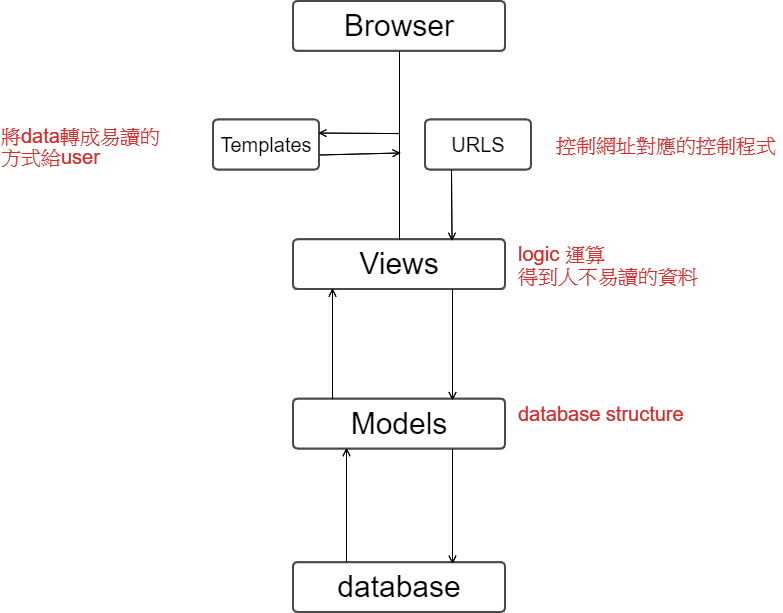 Browser
將data轉成易讀的
方式給user
Templates
URLS
控制網址對應的控制程式
Views
logic 運算
得到人不易讀的資料
Models
database structure
database